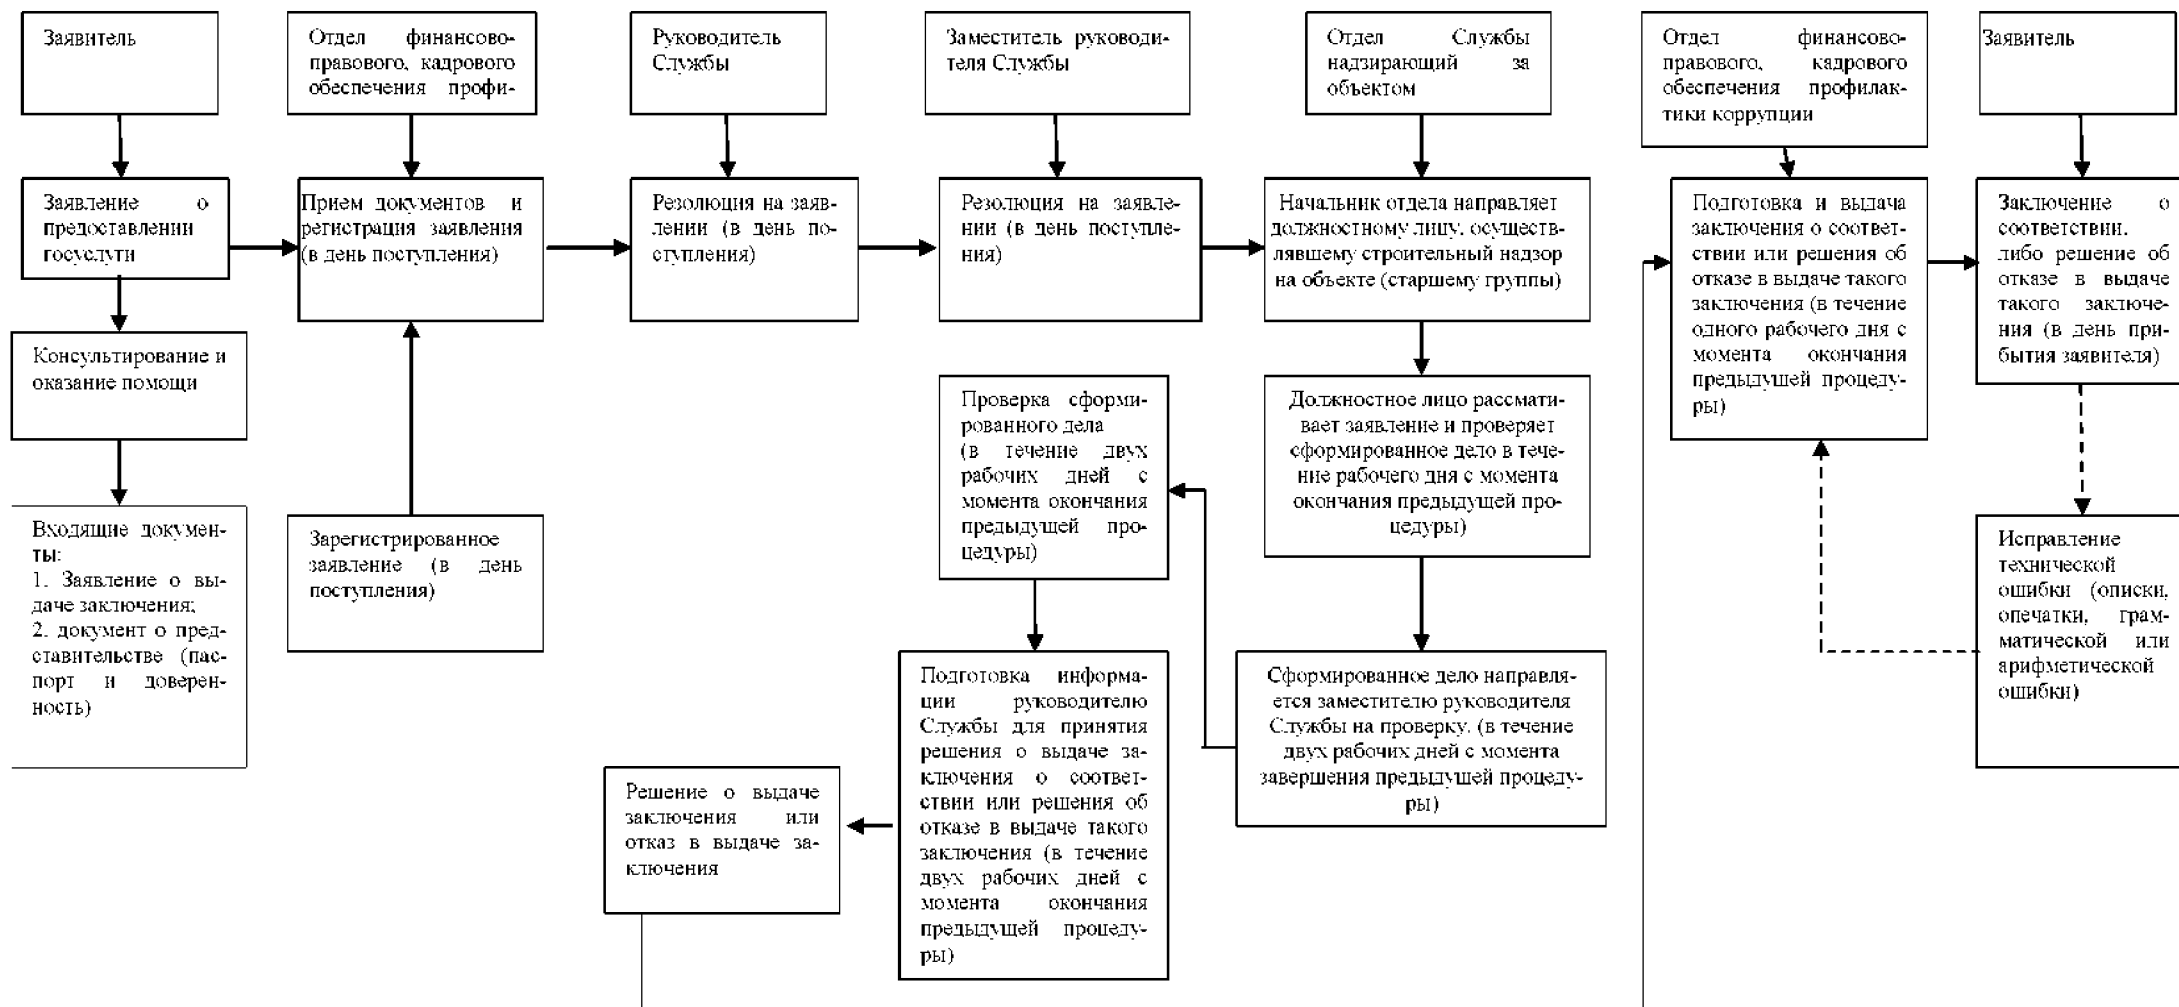 Заявитель
Отдел финансово-
правового, кадрового
обеспечения профи-
Руководитель
Службы
Заместитель руководи-
теля Службы
Отдел Службы
надзирающий за
объектом
Отдел финансово-
правового, кадрового
обеспечения профилак-
тики коррупции
Заявитель
Заявление о
предоставлении
госуслуги
Прием документов и
регистрация заявления
(в день поступления)
Резолюция на заяв-
лении (в день по-
ступления)
Резолюция на заявле-
нии (в день поступле-
ния)
Начальник отдела направляет
должностному лицу, осуществ-
лявшему строительный надзор
на объекте (старшему группы)
Подготовка и выдача
заключения о соответ-
ствии или решения об
отказе в выдаче такого
заключения (в течение
одного рабочего дня с
момента окончания
предыдущей процеду-
ры)
Заключение о
соответствии,
либо решение об
отказе в выдаче
такого заключе-
ния (в день при-
бытия заявителя)
Консультирование и
оказание помощи
Проверка сформи-
рованного дела
(в течение двух
рабочих дней с
момента окончания
предыдущей про-
цедуры)
Должностное лицо рассмати-
вает заявление и проверяет
сформированное дело в тече-
ние рабочего дня с момента
окончания предыдущей про-
цедуры)
Входящие докумен-
ты:
1. Заявление о вы-
даче заключения;
2. документ о пред-
ставительстве (пас-
порт и доверен-
ность)
Зарегистрированное
заявление (в день
поступления)
Исправление
технической
ошибки (описки,
опечатки, грам-
матической или
арифметической
ошибки)
Подготовка информа-
ции руководителю
Службы для принятия
решения о выдаче за-
ключения о соответ-
ствии или решения об
отказе в выдаче такого
заключения (в течение
двух рабочих дней с
момента окончания
предыдущей процеду-
ры)
Сформированное дело направля-
ется заместителю руководителя
Службы на проверку. (в течение
двух рабочих дней с момента
завершения предыдущей процеду-
ры)
Решение о выдаче
заключения или
отказ в выдаче за-
ключения